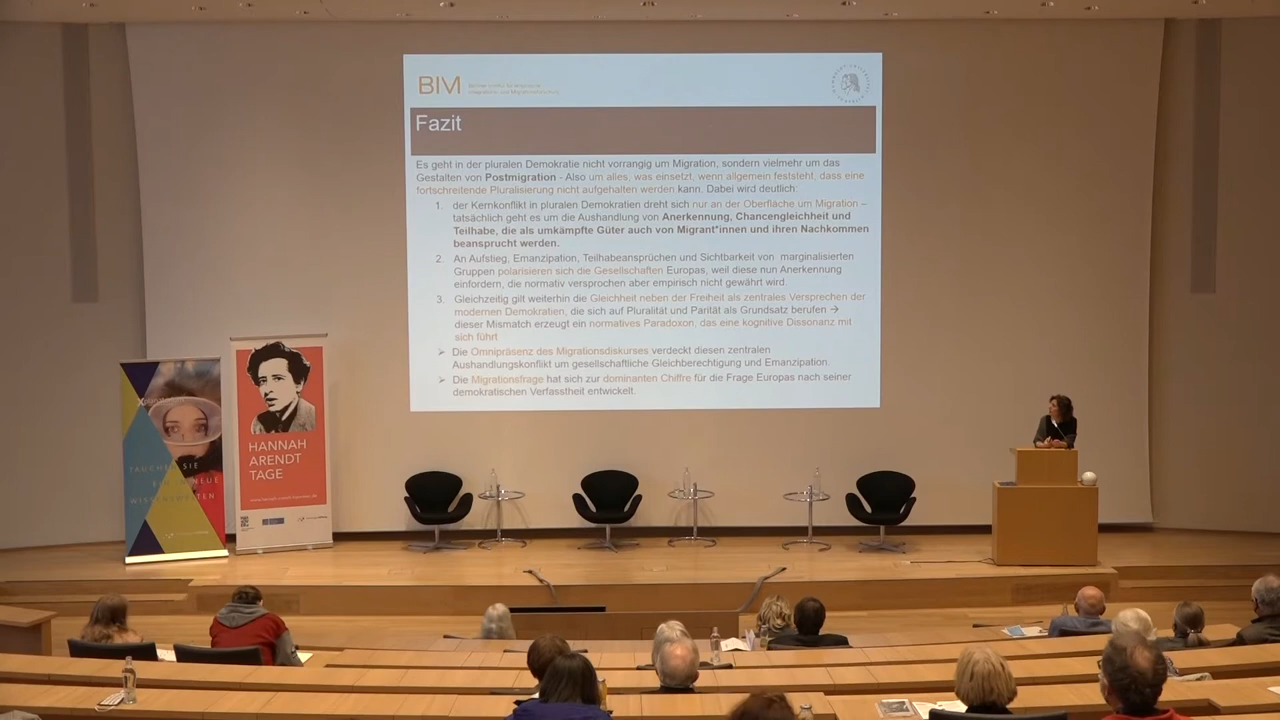 BIM
Fazit
Es geht in der pluralen Demokratie nicht vorrangig um Migration, sondern vielmehr um das
Gestalten von Postmigration - Also um alles, was einsetzt, wenn allgemein feststeht, dass eine
fortschreitende Pluralisierung nicht aufgehalten werden kann. Dabei wird deutlich:
1. der Kernkonflikt in pluralen Demokratien dreht sich nur an der Oberfläche um Migration –
tatsächlich geht es um die Aushandlung von Anerkennung, Chancengleichheit und
Teilhabe, die als umkämpfte Güter auch von Migrant*innen und ihren Nachkommen
beansprucht werden.
2. An Aufstieg, Emanzipation, Teilhabeansprüchen und Sichtbarkeit von marginalisierten
Gruppen polarisieren sich die Gesellschaften Europas, weil diese nun Anerkennung
einfordern, die normativ versprochen aber empirisch nicht gewährt wird.
3. Gleichzeitig gilt weiterhin die Gleichheit neben der Freiheit als zentrales Versprechen der
modernen Demokratien, die sich auf Pluralität und Parität als Grundsatz berufen →
dieser Mismatch erzeugt ein normatives Paradoxon, das eine kognitive Dissonanz mit
sich führt
➢ Die Omnipräsenz des Migrationsdiskurses verdeckt diesen zentralen
Aushandlungskonflikt um gesellschaftliche Gleichberechtigung und Emanzipation.
➢ Die Migrationsfrage hat sich zur dominanten Chiffre für die Frage Europas nach seiner
demokratischen Verfasstheit entwickelt.
HANNAH
ARENDT
TAGE
TAUCHEN SIE
EIN IN NEUE
WISSENSWELTEN